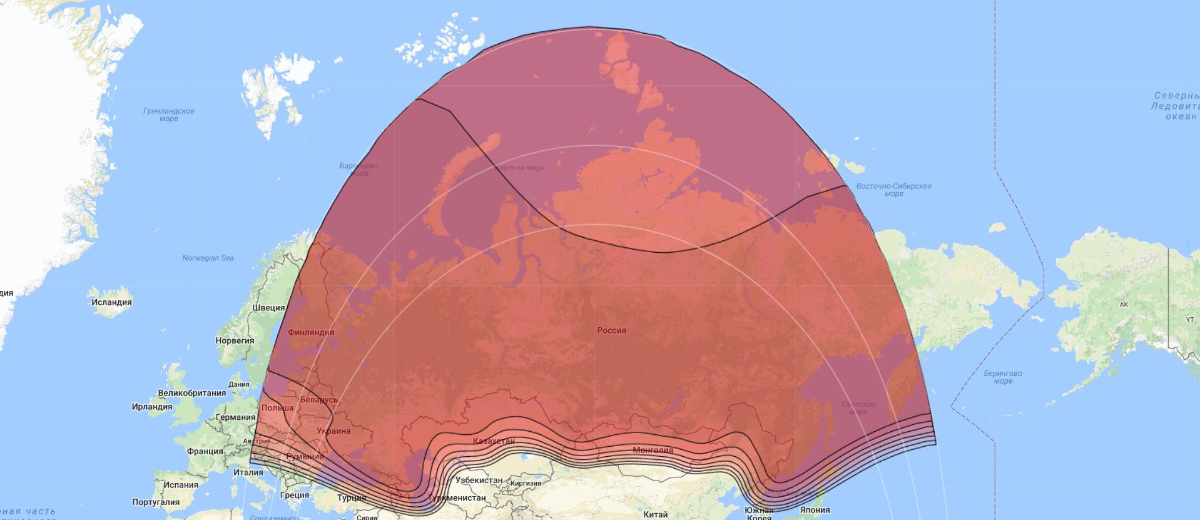 Северны
Ледовит
океан
Гренландское
море
Баренцево
море
Карское море
Восточно-Сибирское
море
Norwegian Sea
Исландия
Швеция
Финляндия
Норвегия
Россия
AK
YT
Берингово
море
Дания
Великобритания
Ирландия
Польша
Беларусь
Охотское
море
Германия
Украина
Австрия
Франция
Румыния
Казахстан
Монголия
Италия
Испания
Узбекистан
Киргизия
Португалия
Греция
Турция
Туркменистан
Сирия
Китай
Южная
Корея
Япония
ная часть